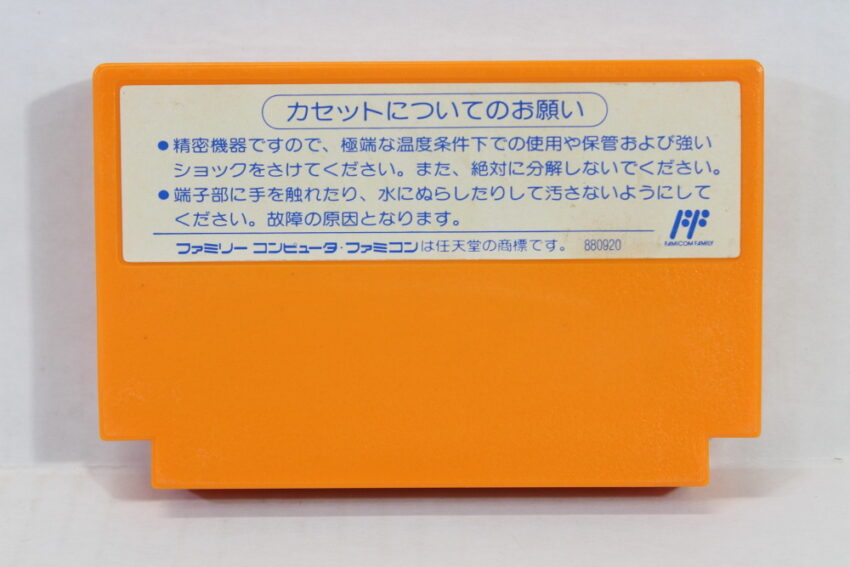 カセットについてのお願い
●精密機器ですので、極端な温度条件下での使用や保管および強い
ショックをさけてください。また、絶対に分解しないでください。
●端子部に手を触れたり、水にぬらしたりして汚さないようにして
ください。故障の原因となります。
FF
FAMICOM FAMILY
ファミリー コンピュータ・ファミコンは任天堂の商標です。 880920